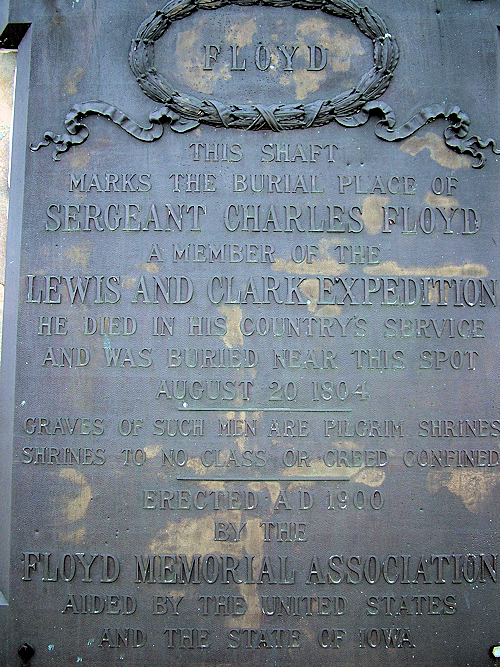 FLOYD
THIS SHAFT
MARKS THE BURIAL PLACE OF
SERGEANT CHARLES FLOYD
A MEMBER OF THE
LEWIS AND CLARK EXPEDITION
HE DIED IN HIS COUNTRY'S SERVICE
AND WAS BURIED NEAR THIS SPOT
AUGUST 20 1804
GRAVES OF SUCH MEN ARE PILGRIM SHRINES
SHRINES TO NO CLASS OR CREED CONFINED
ERECTED A D 1900
BY THE
FLOYD MEMORIAL ASSOCIATION
AIDED BY THE UNITED STATES
AND THE STATE OF IOWA